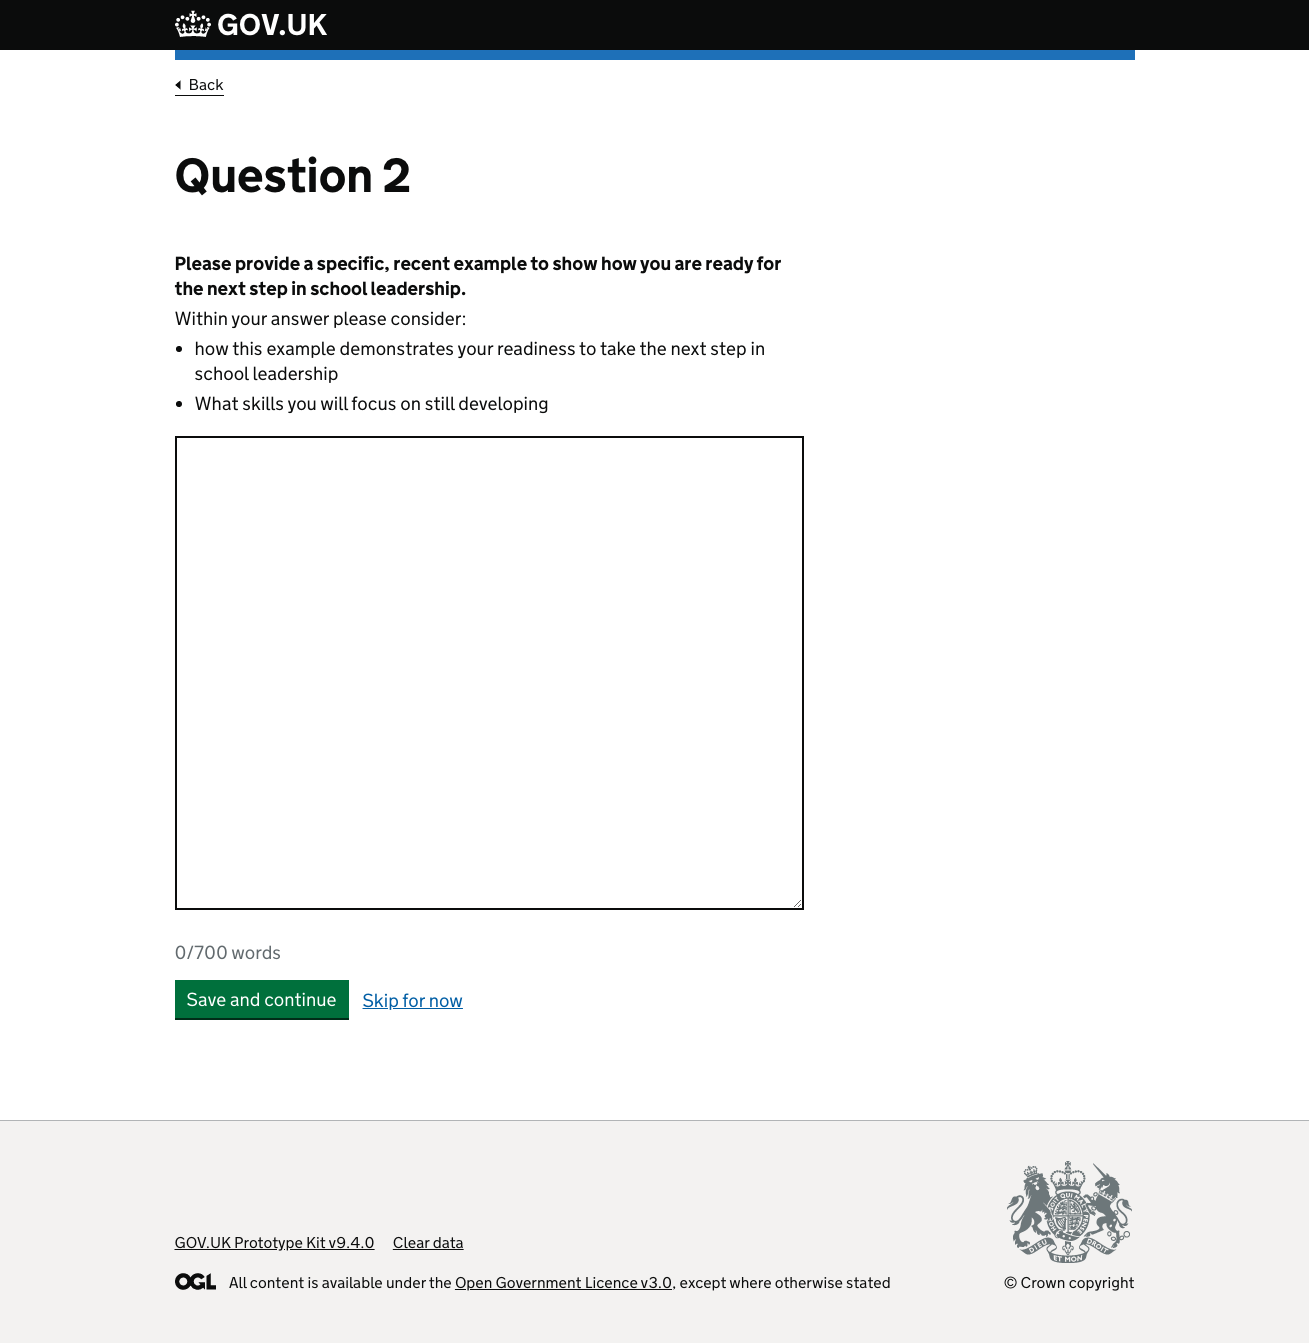 GOV.UK
Back
Question 2
Please provide a specific, recent example to show how you are ready for
the next step in school leadership.
Within your answer please consider:
• how this example demonstrates your readiness to take the next step in
school leadership
• What skills you will focus on still developing
0/700 words
Save and continue Skip for now
GOV.UK Prototype Kit v9.4.0 Clear data
OGL All content is available under the Open Government Licence v3.0, except where otherwise stated
DIEU ET MON DROIT
© Crown copyright